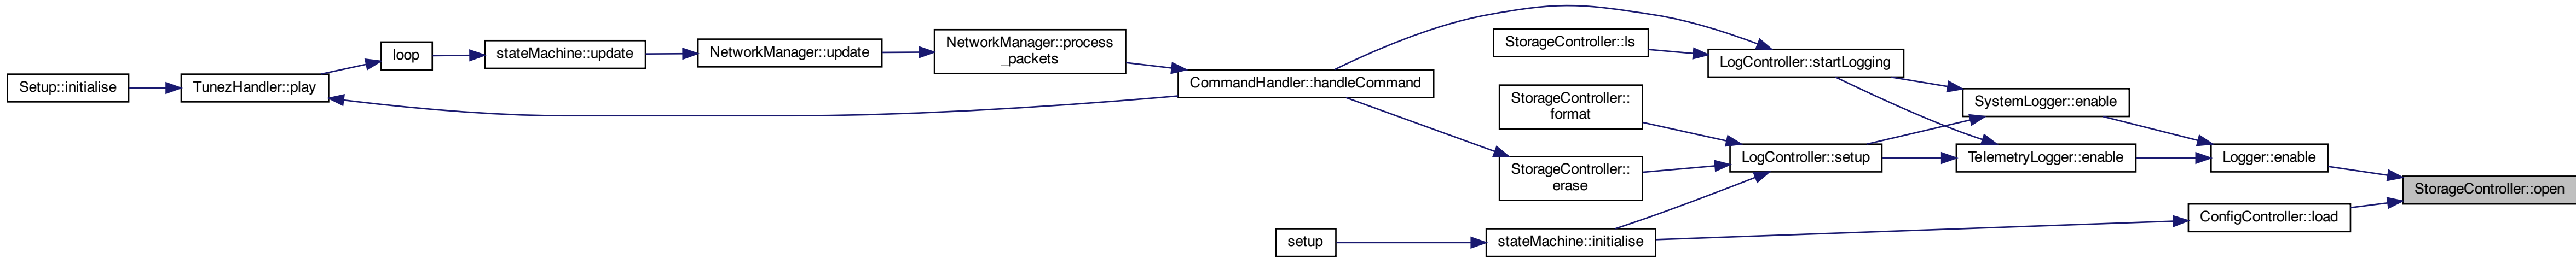 Setup::initialise
TunezHandler::play
loop
stateMachine::update
NetworkManager::update
NetworkManager::process
_packets
CommandHandler::handleCommand
StorageController::ls
StorageController::
format
StorageController::
erase
setup
stateMachine::initialise
LogController::startLogging
LogController::setup
SystemLogger::enable
TelemetryLogger::enable
Logger::enable
ConfigController::load
StorageController::open